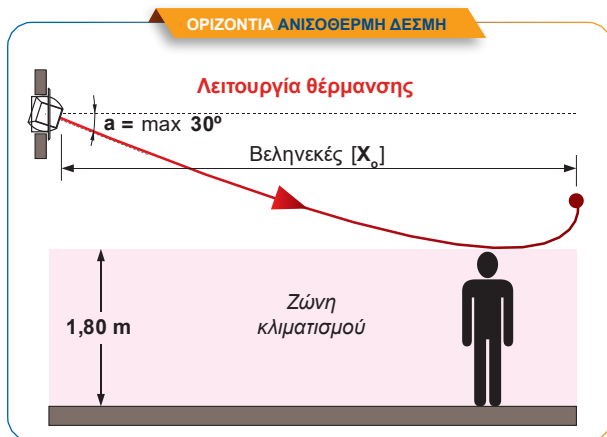 ΟΡΙΖΟΝΤΙΑ ΑΝΙΣΟΘΕΡΜΗ ΔΕΣΜΗ
Λειτουργία θέρμανσης
a = max 30º
Βεληνεκές [Xₒ]
1,80 m
Ζώνη
κλιματισμού